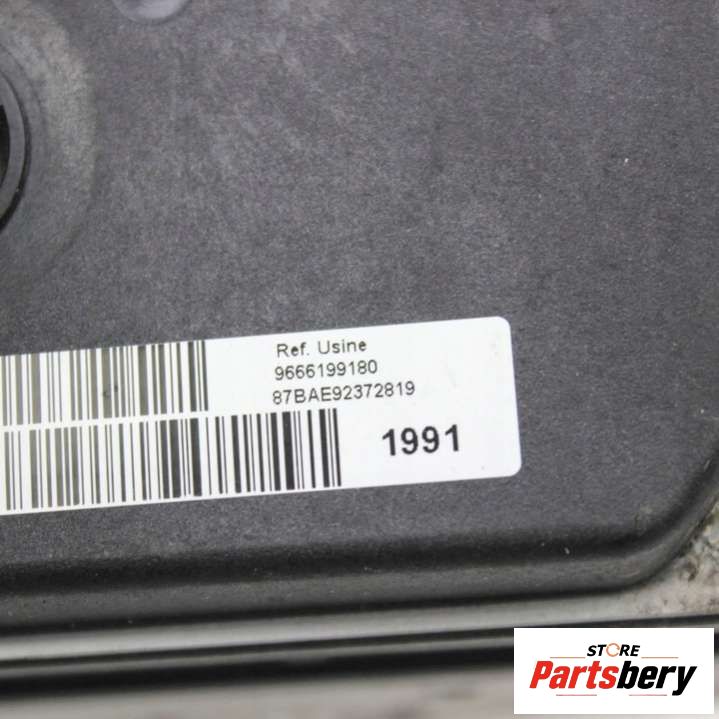 Ref. Usine
9666199180
87BAE92372819
1991
STORE
Partsbery